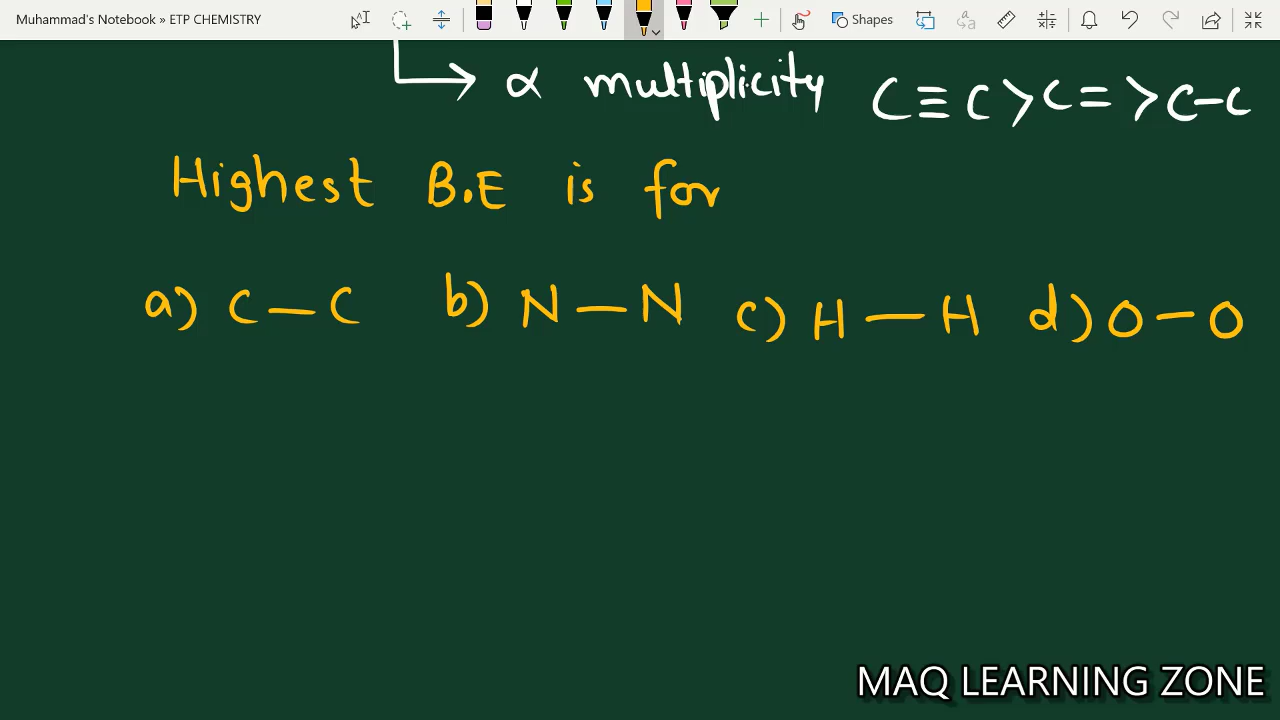 Muhammad's Notebook » ETP CHEMISTRY
Shapes
α multiplicity C≡C>C=>C-C
Highest B.E is for
a) C—C b) N—N c) H—H d) O—O
MAQ LEARNING ZONE